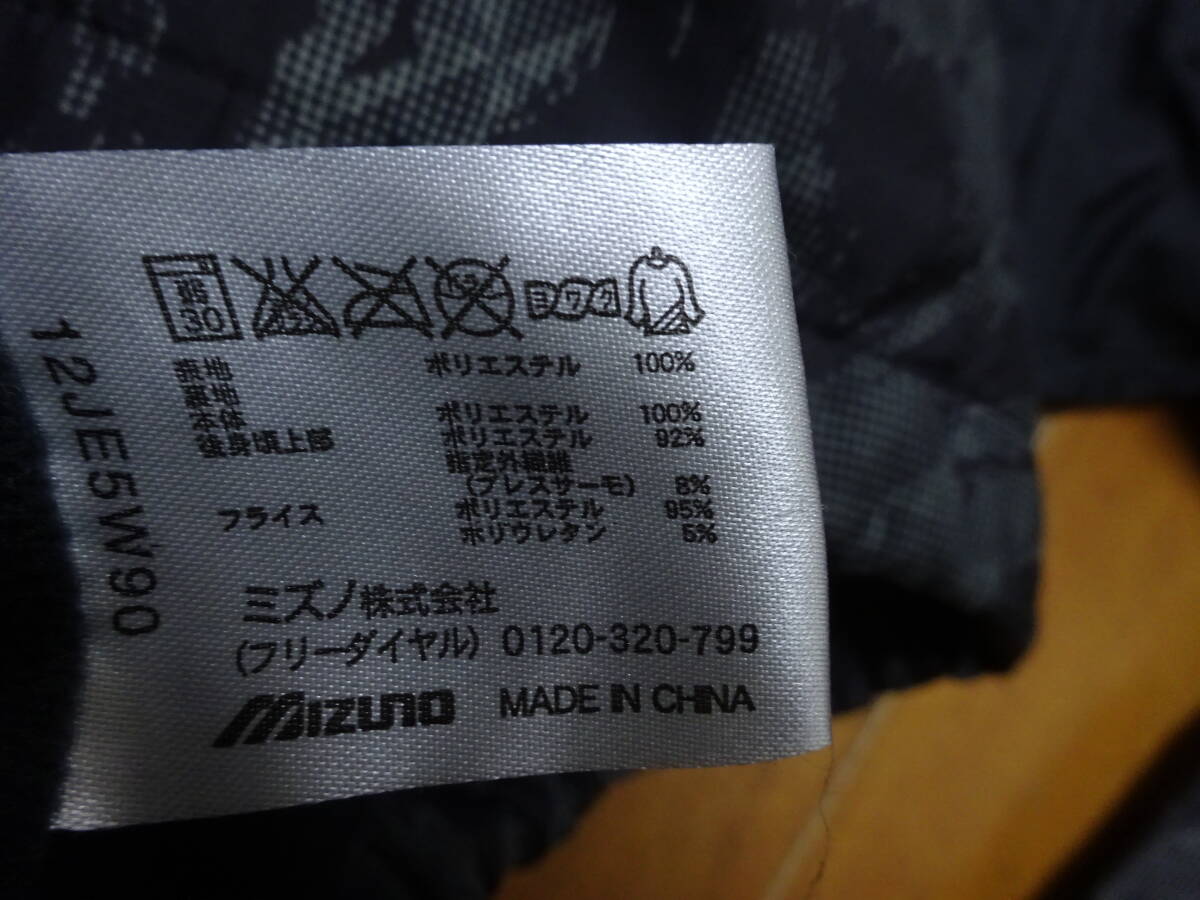 弱 30
ヨワク
表地 ポリエステル 100%
裏地
本体 ポリエステル 100%
後身頃上部 ポリエステル 92%
指定外繊維
(ブレスサーモ) 8%
フライス ポリエステル 95%
ポリウレタン 5%
ミズノ株式会社
(フリーダイヤル) 0120-320-799
MIZUNO MADE IN CHINA
12JE5W90